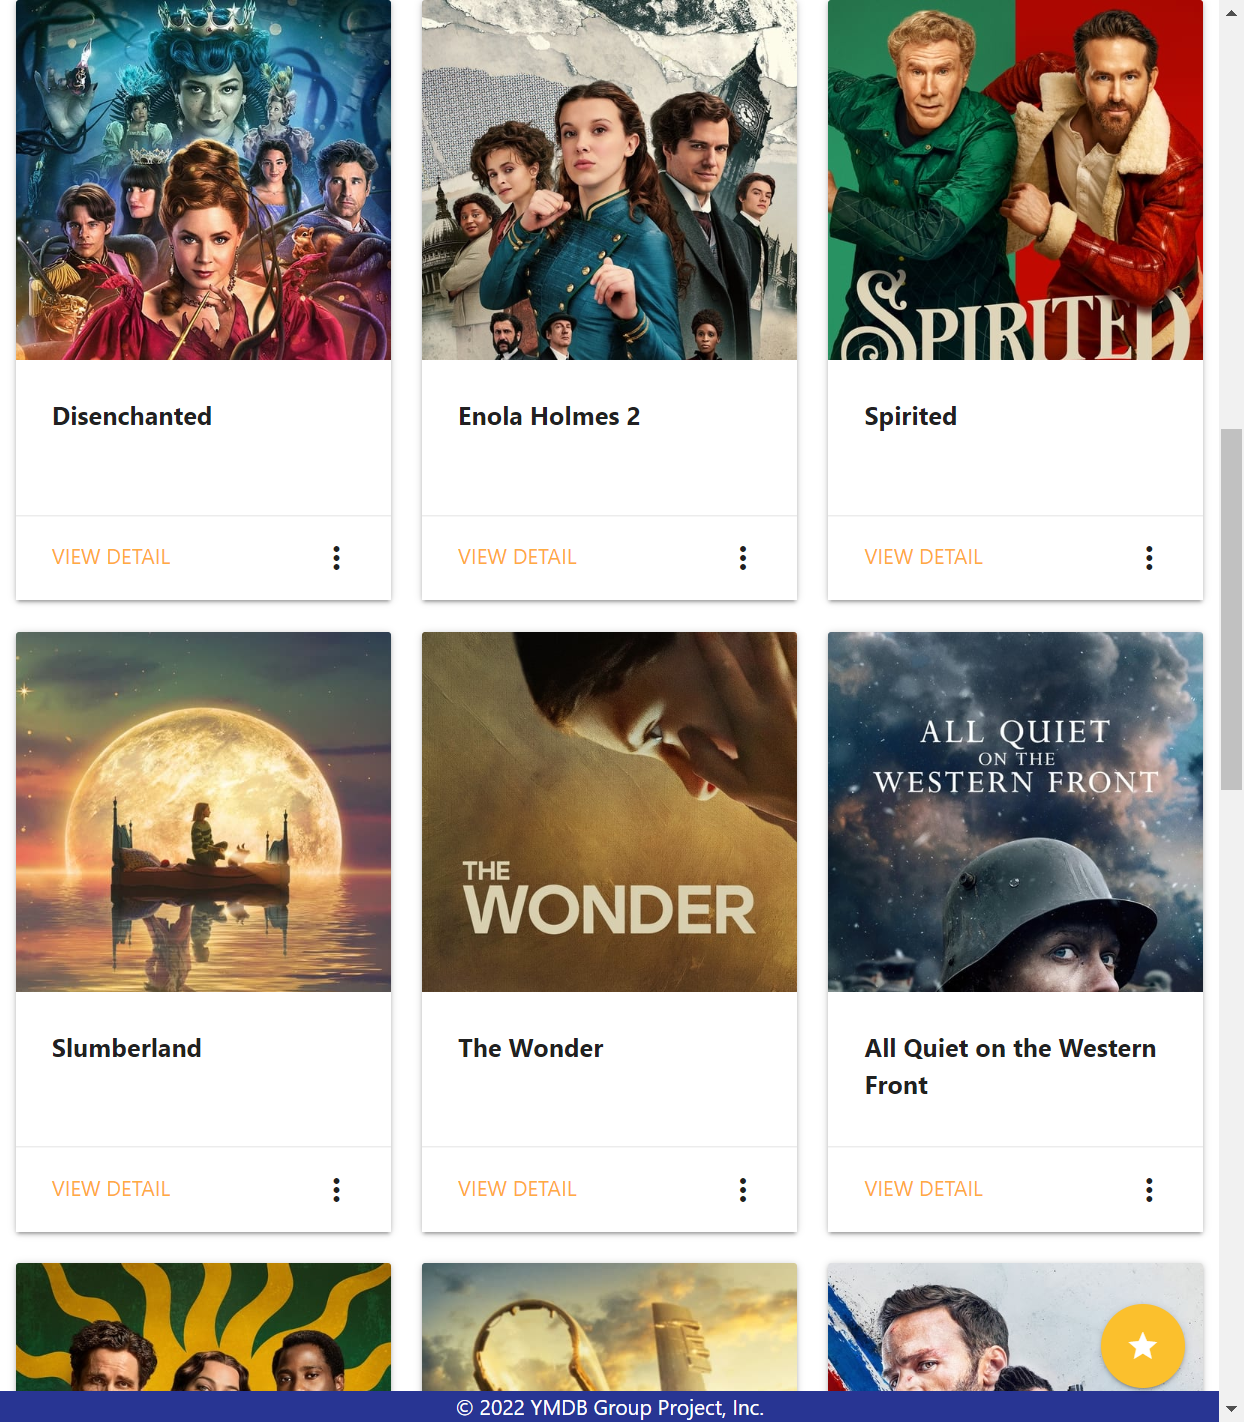 SPIRITED
Disenchanted
Enola Holmes 2
Spirited
VIEW DETAIL
VIEW DETAIL
VIEW DETAIL
ALL QUIET
ON THE
WESTERN FRONT
THE
WONDER
Slumberland
The Wonder
All Quiet on the Western
Front
VIEW DETAIL
VIEW DETAIL
VIEW DETAIL
© 2022 YMDB Group Project, Inc.